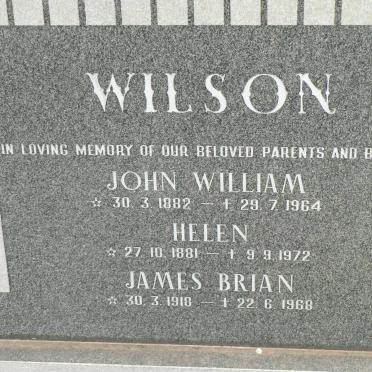 WILSON
IN LOVING MEMORY OF OUR BELOVED PARENTS AND B
JOHN WILLIAM
☆ 30. 3. 1882 — † 29. 7. 1964
HELEN
☆ 27. 10. 1881 — † 9. 9. 1972
JAMES BRIAN
☆ 30. 3. 1918 — † 22. 6. 1968